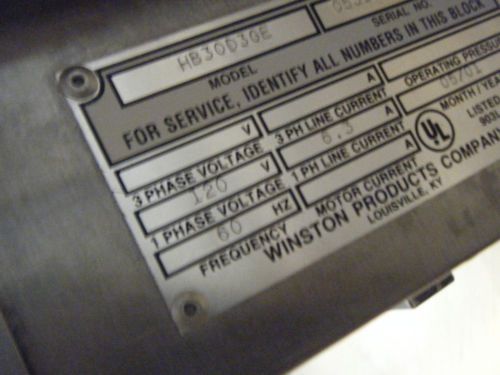 HB30D3GE
MODEL
SERIAL NO.
FOR SERVICE, IDENTIFY ALL NUMBERS IN THIS BLOCK
V A
3 PHASE VOLTAGE 3 PH LINE CURRENT OPERATING PRESSURE
120 V 6.3 A 05/01
1 PHASE VOLTAGE 1 PH LINE CURRENT MONTH/YEAR
60 HZ A UL LISTED
FREQUENCY MOTOR CURRENT
WINSTON PRODUCTS COMPANY
LOUISVILLE, KY